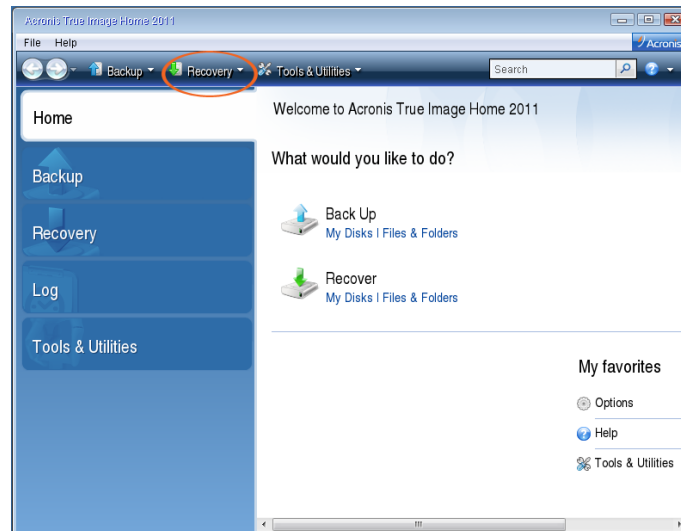 Acronis True Image Home 2011
File Help
Acronis
Backup Recovery Tools & Utilities Search
Home
Backup
Recovery
Log
Tools & Utilities
Welcome to Acronis True Image Home 2011
What would you like to do?
Back Up
My Disks | Files & Folders
Recover
My Disks | Files & Folders
My favorites
Options
Help
Tools & Utilities